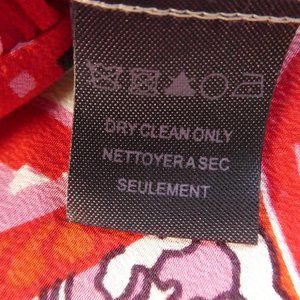 DRY CLEAN ONLY
NETTOYER A SEC
SEULEMENT